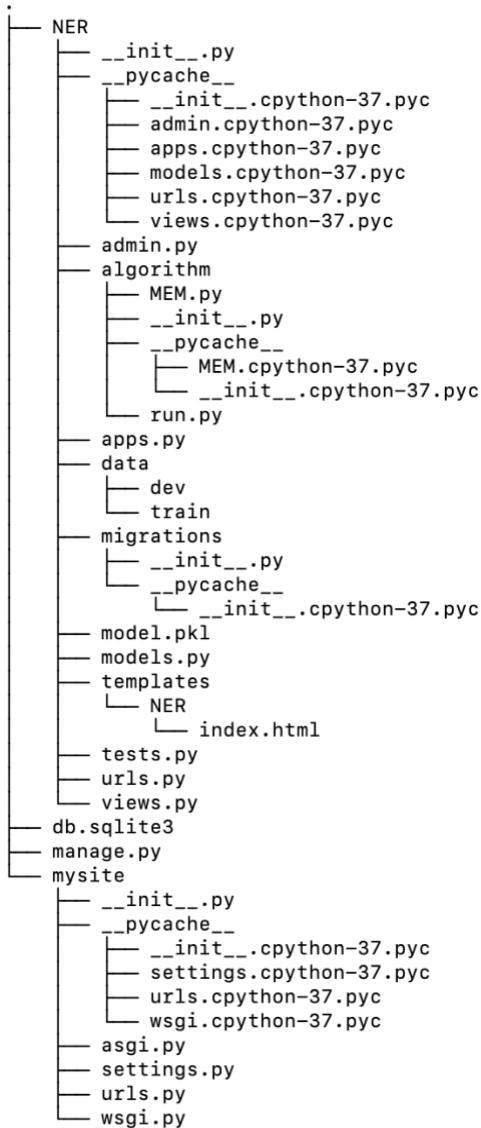 .
├── NER
│   ├── __init__.py
│   ├── __pycache__
│   │   ├── __init__.cpython-37.pyc
│   │   ├── admin.cpython-37.pyc
│   │   ├── apps.cpython-37.pyc
│   │   ├── models.cpython-37.pyc
│   │   ├── urls.cpython-37.pyc
│   │   └── views.cpython-37.pyc
│   ├── admin.py
│   ├── algorithm
│   │   ├── MEM.py
│   │   ├── __init__.py
│   │   ├── __pycache__
│   │   │   ├── MEM.cpython-37.pyc
│   │   │   └── __init__.cpython-37.pyc
│   │   └── run.py
│   ├── apps.py
│   ├── data
│   │   ├── dev
│   │   └── train
│   ├── migrations
│   │   ├── __init__.py
│   │   └── __pycache__
│   │       └── __init__.cpython-37.pyc
│   ├── model.pkl
│   ├── models.py
│   ├── templates
│   │   └── NER
│   │       └── index.html
│   ├── tests.py
│   ├── urls.py
│   └── views.py
├── db.sqlite3
├── manage.py
└── mysite
    ├── __init__.py
    ├── __pycache__
    │   ├── __init__.cpython-37.pyc
    │   ├── settings.cpython-37.pyc
    │   ├── urls.cpython-37.pyc
    │   └── wsgi.cpython-37.pyc
    ├── asgi.py
    ├── settings.py
    ├── urls.py
    └── wsgi.py